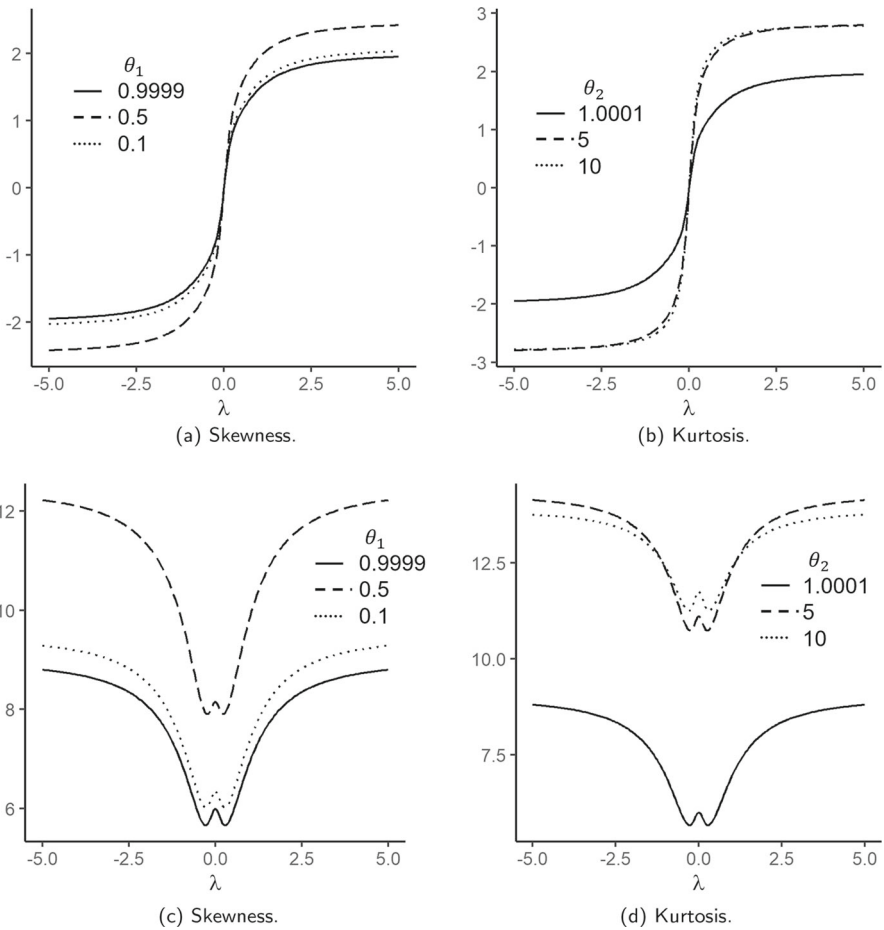 2
1
0
-1
-2
θ1
0.9999
0.5
0.1
-5.0 -2.5 0.0 2.5 5.0
λ
(a) Skewness.
3
2
1
0
-1
-2
-3
θ2
1.0001
5
10
-5.0 -2.5 0.0 2.5 5.0
λ
(b) Kurtosis.
12
10
8
6
θ1
0.9999
0.5
0.1
-5.0 -2.5 0.0 2.5 5.0
λ
(c) Skewness.
12.5
10.0
7.5
θ2
1.0001
5
10
-5.0 -2.5 0.0 2.5 5.0
λ
(d) Kurtosis.